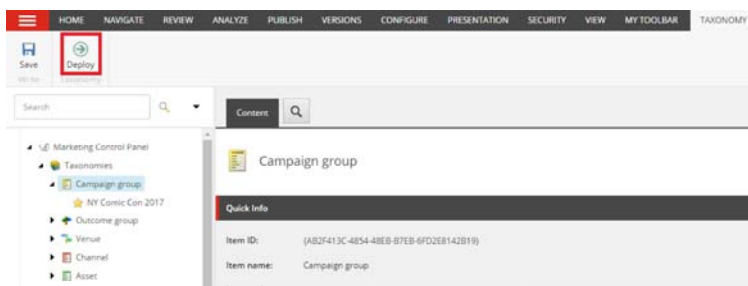 HOME NAVIGATE REVIEW ANALYZE PUBLISH VERSIONS CONFIGURE PRESENTATION SECURITY VIEW MY TOOLBAR TAXONOMY
Save Deploy
Write Taxonomy
Search
Content
Marketing Control Panel
Taxonomies
Campaign group
NY Comic Con 2017
Outcome group
Venue
Channel
Asset
Campaign group
Quick Info
Item ID: {AB2F413C-4854-48EB-B7EB-6FD2E8142B19}
Item name: Campaign group